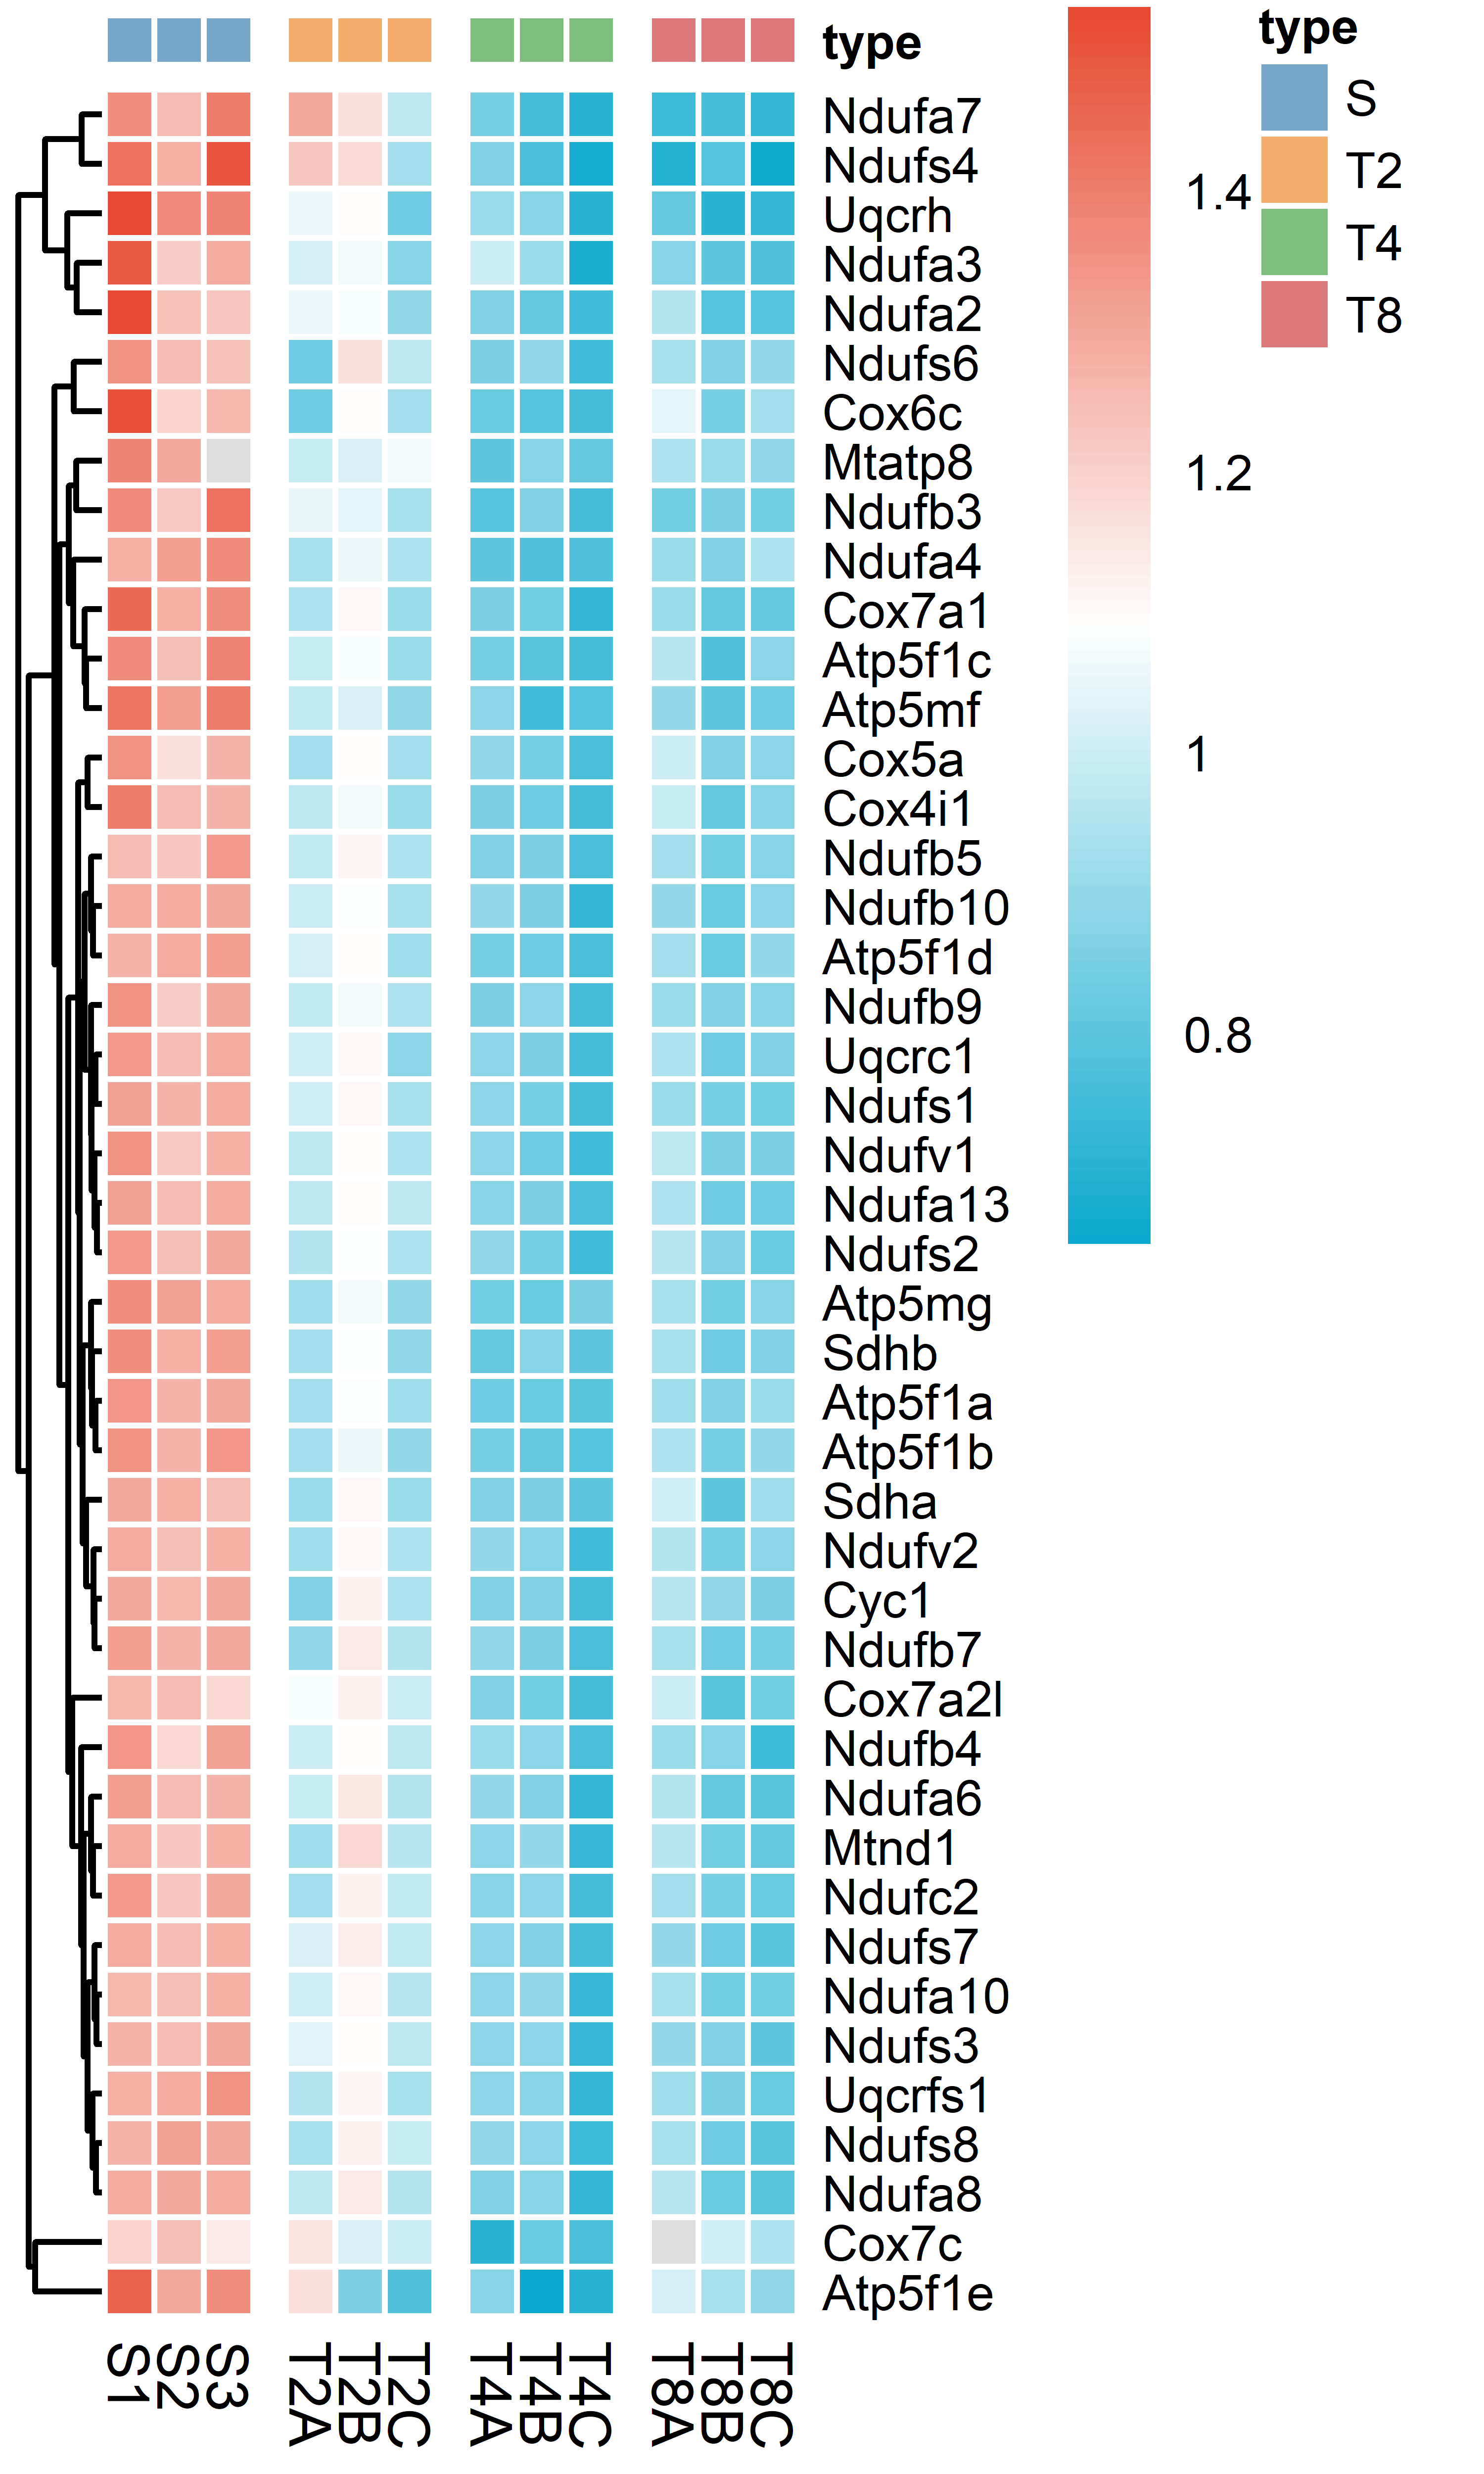 type
Ndufa7
Ndufs4
Uqcrh
Ndufa3
Ndufa2
Ndufs6
Cox6c
Mtatp8
Ndufb3
Ndufa4
Cox7a1
Atp5f1c
Atp5mf
Cox5a
Cox4i1
Ndufb5
Ndufb10
Atp5f1d
Ndufb9
Uqcrc1
Ndufs1
Ndufv1
Ndufa13
Ndufs2
Atp5mg
Sdhb
Atp5f1a
Atp5f1b
Sdha
Ndufv2
Cyc1
Ndufb7
Cox7a2l
Ndufb4
Ndufa6
Mtnd1
Ndufc2
Ndufs7
Ndufa10
Ndufs3
Uqcrfs1
Ndufs8
Ndufa8
Cox7c
Atp5f1e
S1
S2
S3
T2A
T2B
T2C
T4A
T4B
T4C
T8A
T8B
T8C
1.4
1.2
1
0.8
type
S
T2
T4
T8